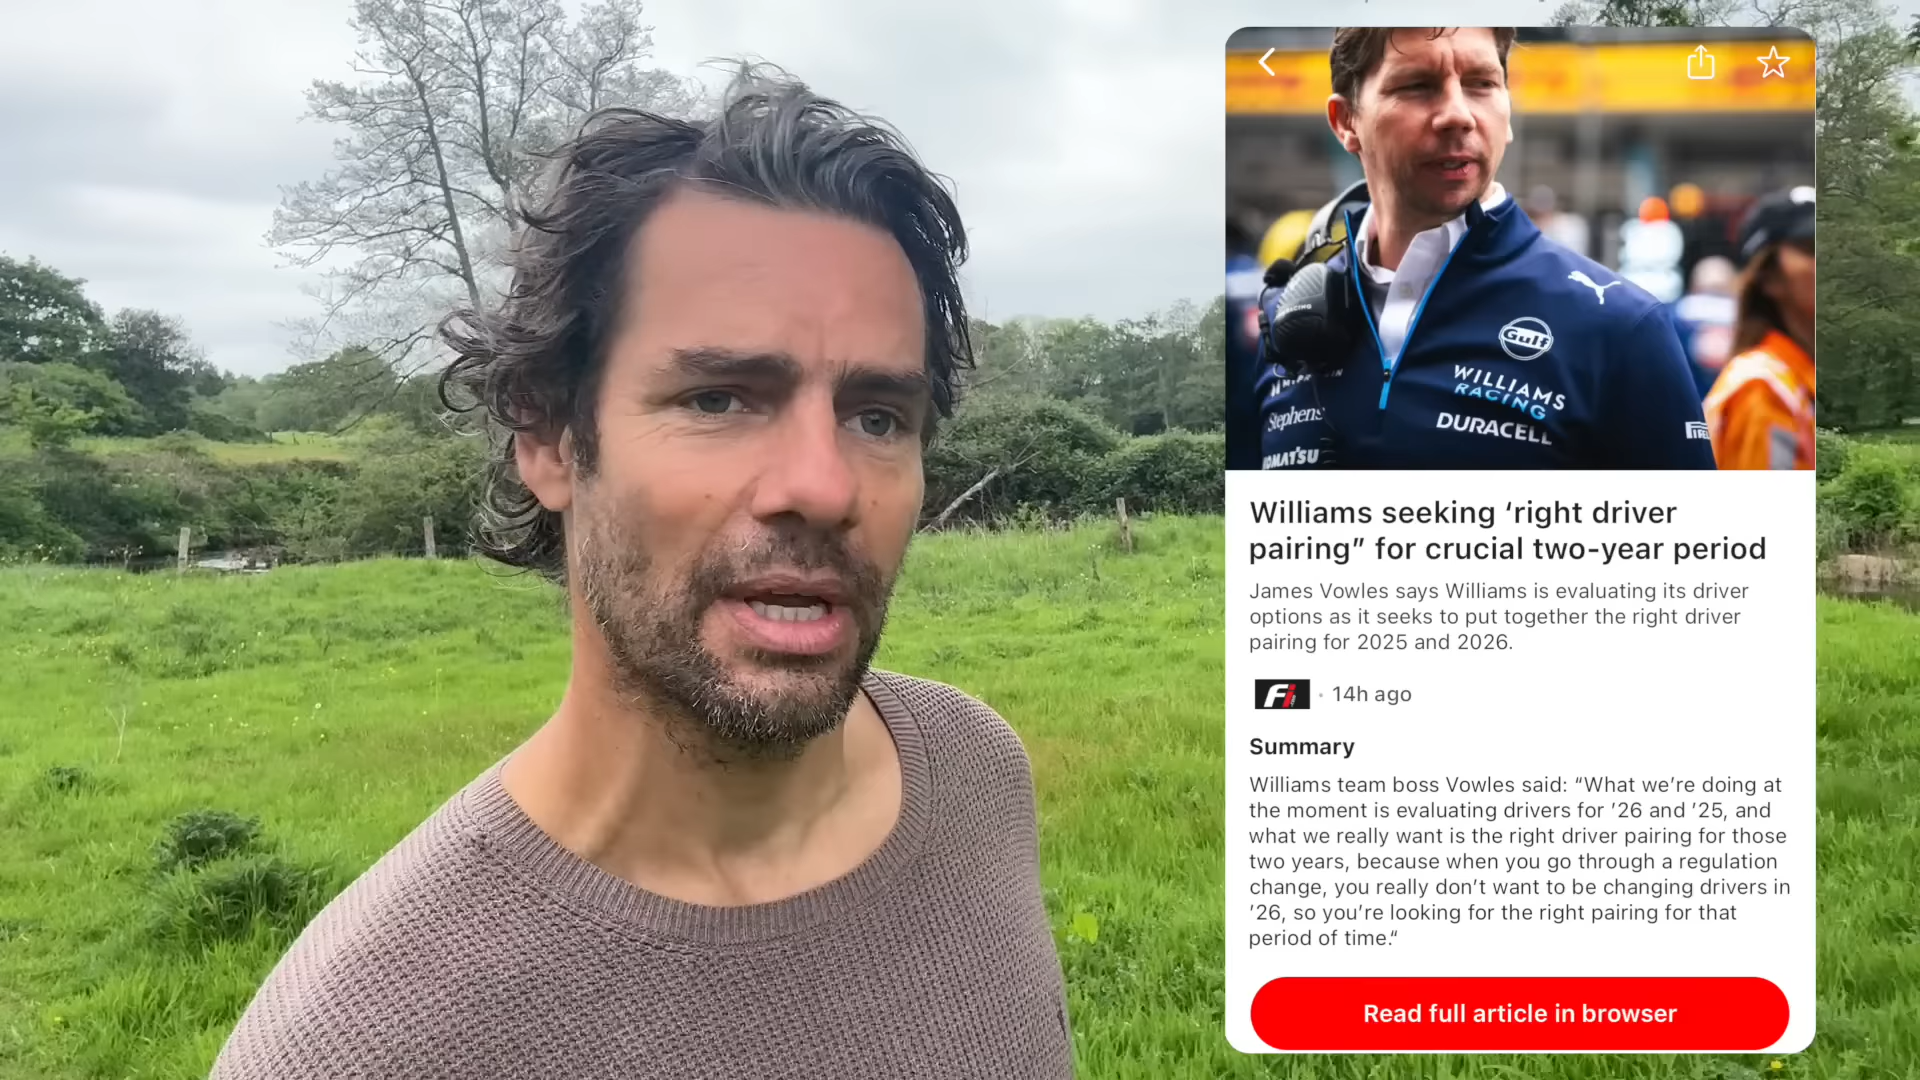 RACING
Gulf
WILLIAMS
RACING
DURACELL
Stephens
KOMATSU
Williams seeking ‘right driver
pairing” for crucial two-year period
James Vowles says Williams is evaluating its driver
options as it seeks to put together the right driver
pairing for 2025 and 2026.
Fi · 14h ago
Summary
Williams team boss Vowles said: “What we’re doing at
the moment is evaluating drivers for ’26 and ’25, and
what we really want is the right driver pairing for those
two years, because when you go through a regulation
change, you really don’t want to be changing drivers in
’26, so you’re looking for the right pairing for that
period of time.“
Read full article in browser